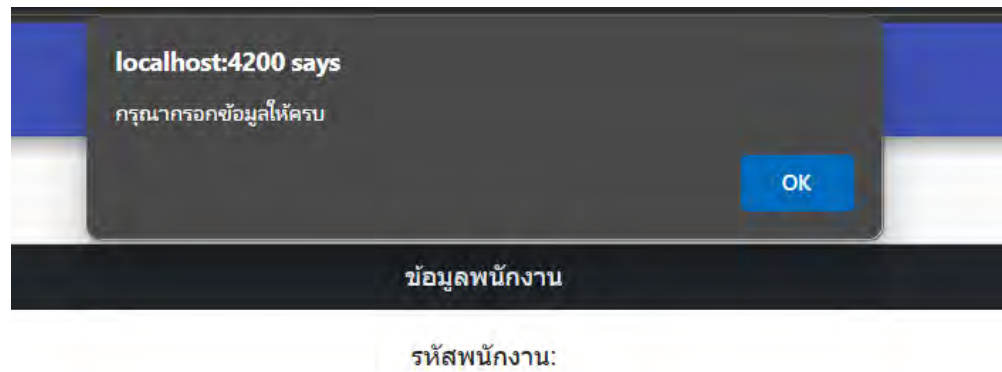 localhost:4200 says
กรุณากรอกข้อมูลให้ครบ
OK
ข้อมูลพนักงาน
รหัสพนักงาน: